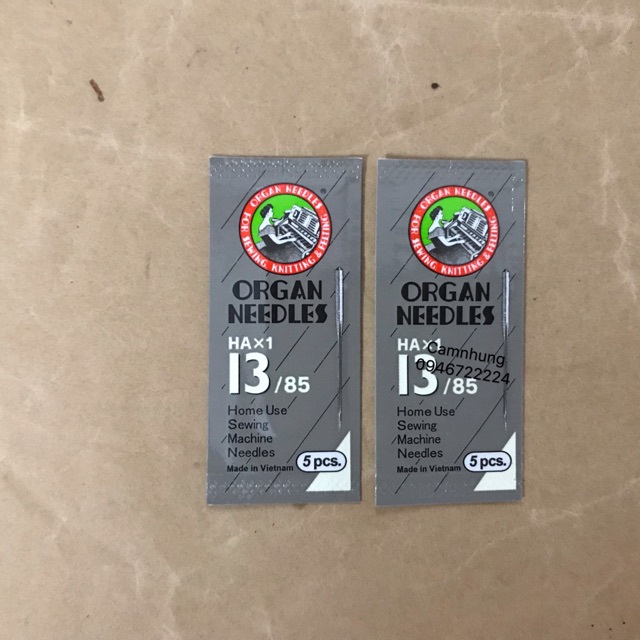 ORGAN NEEDLES
FOR SEWING, KNITTING & FELTING
®
ORGAN
NEEDLES
HA×1
13/85
Home Use
Sewing
Machine
Needles
Made in Vietnam
5 pcs.
ORGAN NEEDLES
FOR SEWING, KNITTING & FELTING
®
ORGAN
NEEDLES
HA×1
Camnhung
0946722224
13/85
Home Use
Sewing
Machine
Needles
Made in Vietnam
5 pcs.